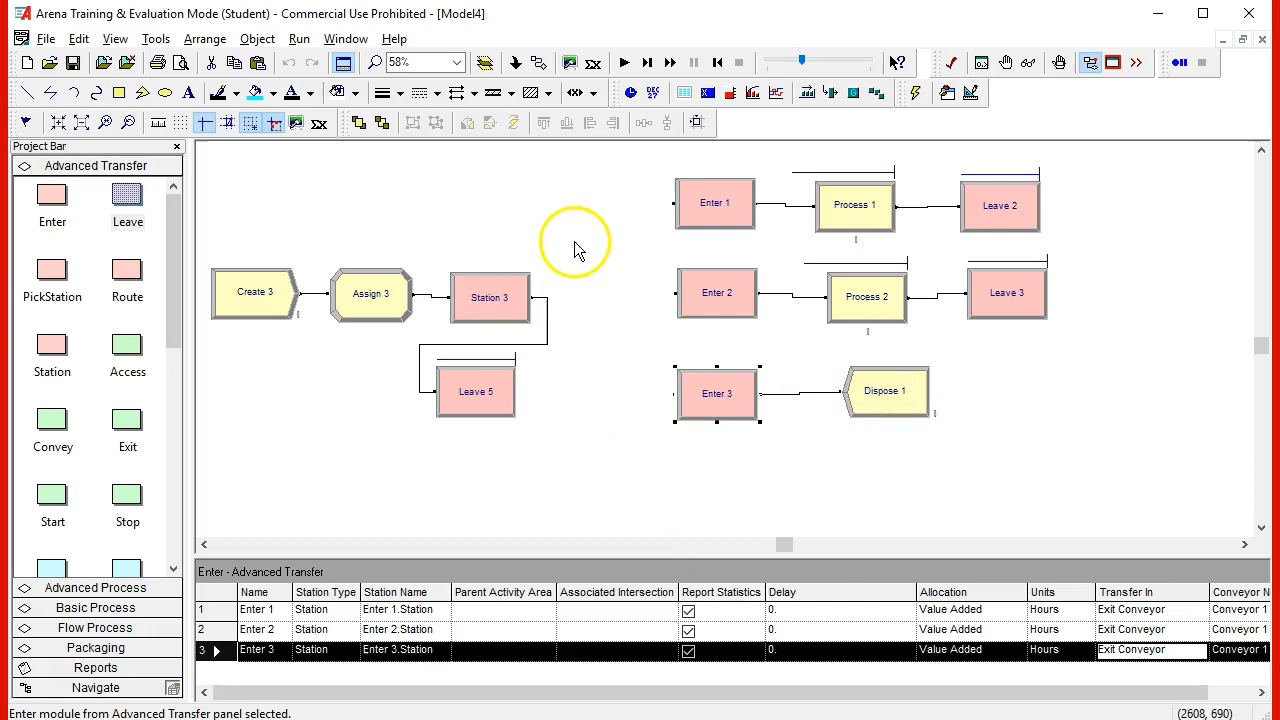 Arena Training & Evaluation Mode (Student) - Commercial Use Prohibited - [Model4]
File Edit View Tools Arrange Object Run Window Help
58%
Project Bar
Advanced Transfer
Enter Leave
PickStation Route
Station Access
Convey Exit
Start Stop
Advanced Process
Basic Process
Flow Process
Packaging
Reports
Navigate
Enter 1 Process 1 Leave 2
Create 3 Assign 3 Station 3 Enter 2 Process 2 Leave 3
Leave 5 Enter 3 Dispose 1
Enter - Advanced Transfer
Name Station Type Station Name Parent Activity Area Associated Intersection Report Statistics Delay Allocation Units Transfer In Conveyor N
1 Enter 1 Station Enter 1.Station 0. Value Added Hours Exit Conveyor Conveyor 1
2 Enter 2 Station Enter 2.Station 0. Value Added Hours Exit Conveyor Conveyor 1
3 Enter 3 Station Enter 3.Station 0. Value Added Hours Exit Conveyor Conveyor 1
Enter module from Advanced Transfer panel selected. (2608, 690)